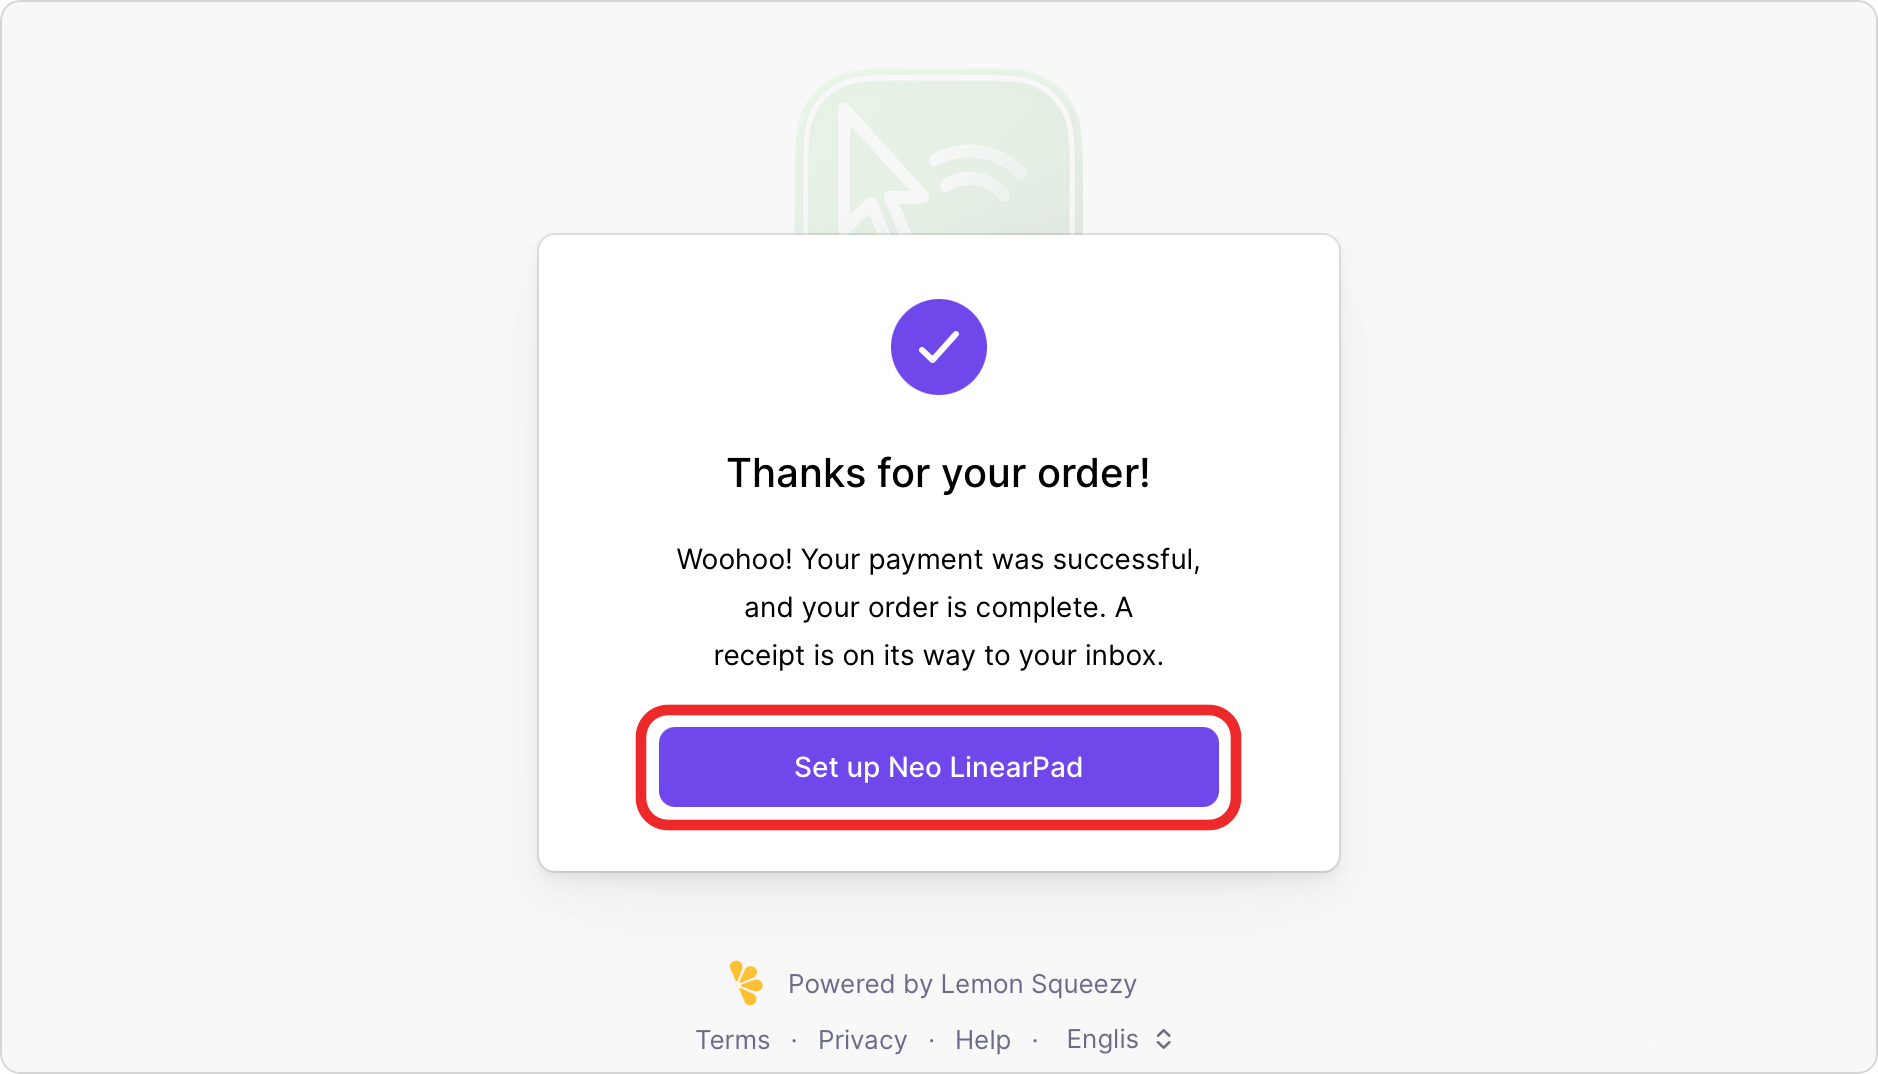 Thanks for your order!
Woohoo! Your payment was successful,
and your order is complete. A
receipt is on its way to your inbox.
Set up Neo LinearPad
Powered by Lemon Squeezy
Terms · Privacy · Help · Englis